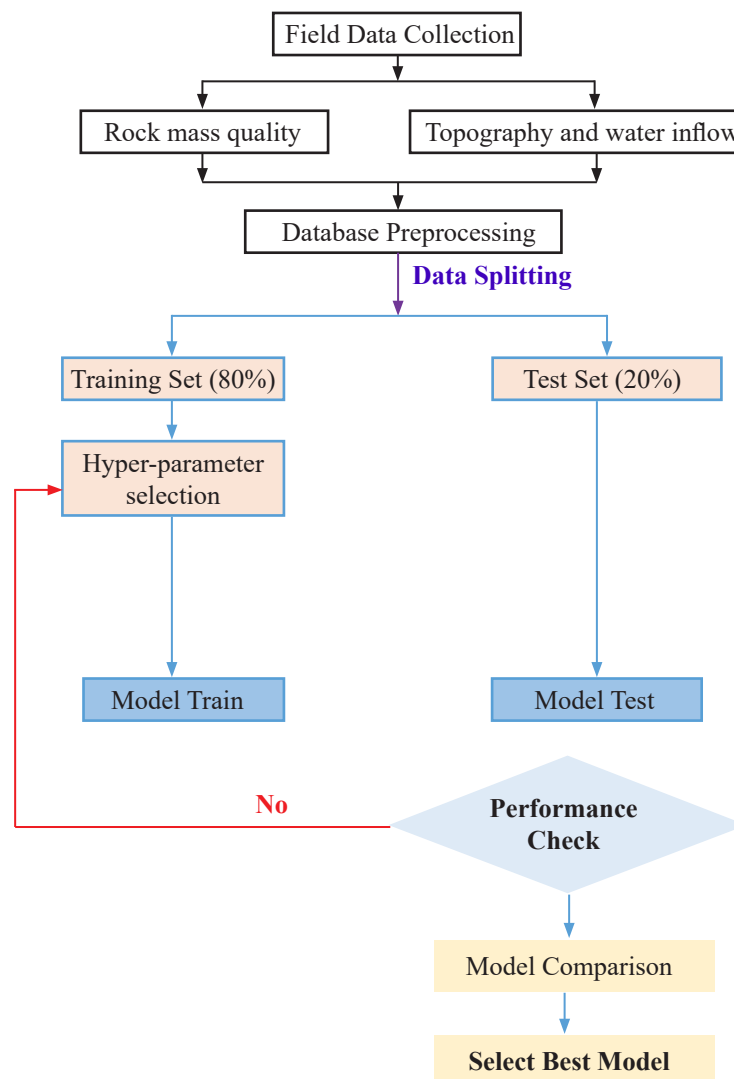 Field Data Collection
Rock mass quality
Topography and water inflow
Database Preprocessing
Data Splitting
Training Set (80%)
Test Set (20%)
Hyper-parameter
selection
Model Train
Model Test
No
Performance
Check
Model Comparison
Select Best Model